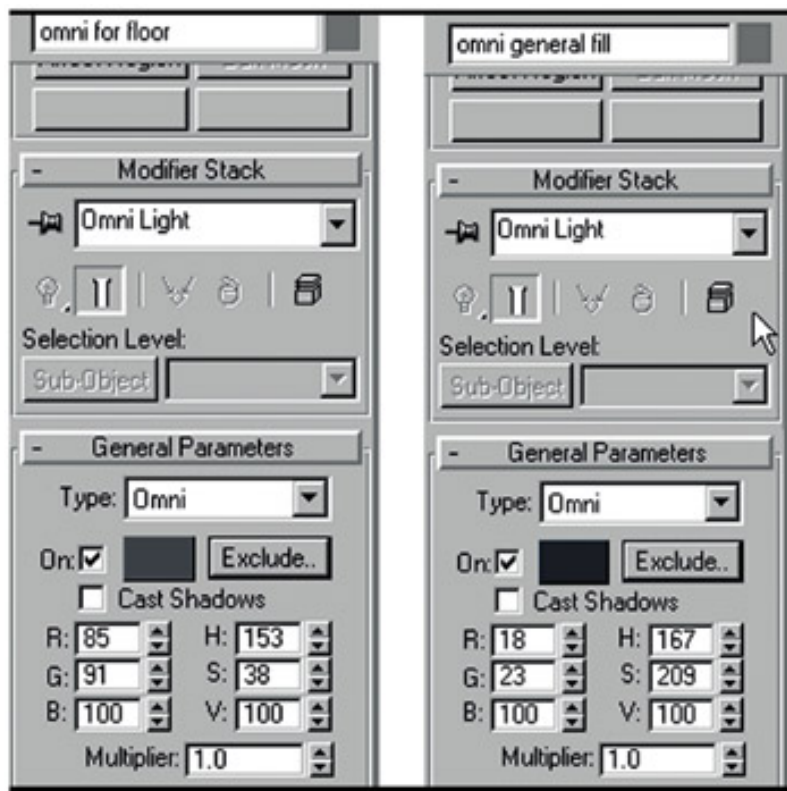 omni for floor
Modifier Stack
Omni Light
Selection Level:
Sub-Object
General Parameters
Type: Omni
On: Exclude..
Cast Shadows
R: 85 H: 153
G: 91 S: 38
B: 100 V: 100
Multiplier: 1.0
omni general fill
Modifier Stack
Omni Light
Selection Level:
Sub-Object
General Parameters
Type: Omni
On: Exclude..
Cast Shadows
R: 18 H: 167
G: 23 S: 209
B: 100 V: 100
Multiplier: 1.0